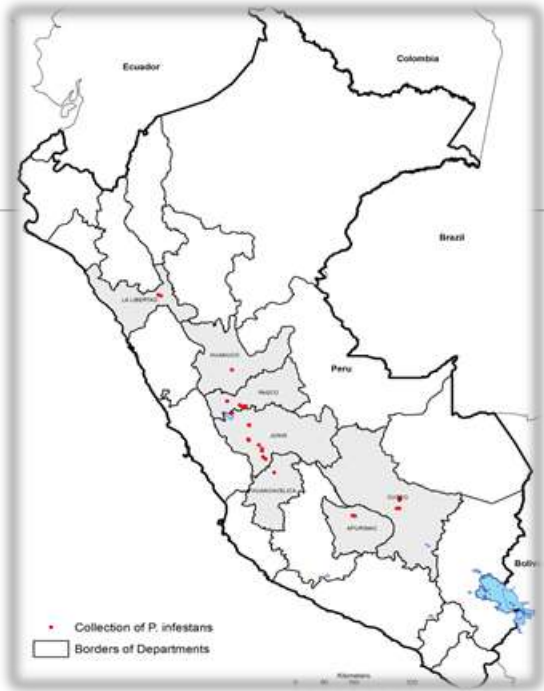 Ecuador
Colombia
Brazil
LA LIBERTAD
HUANUCO
Peru
PASCO
JUNIN
HUANCAVELICA
CUSCO
APURIMAC
Collection of P. infestans
Borders of Departments
Kilometers